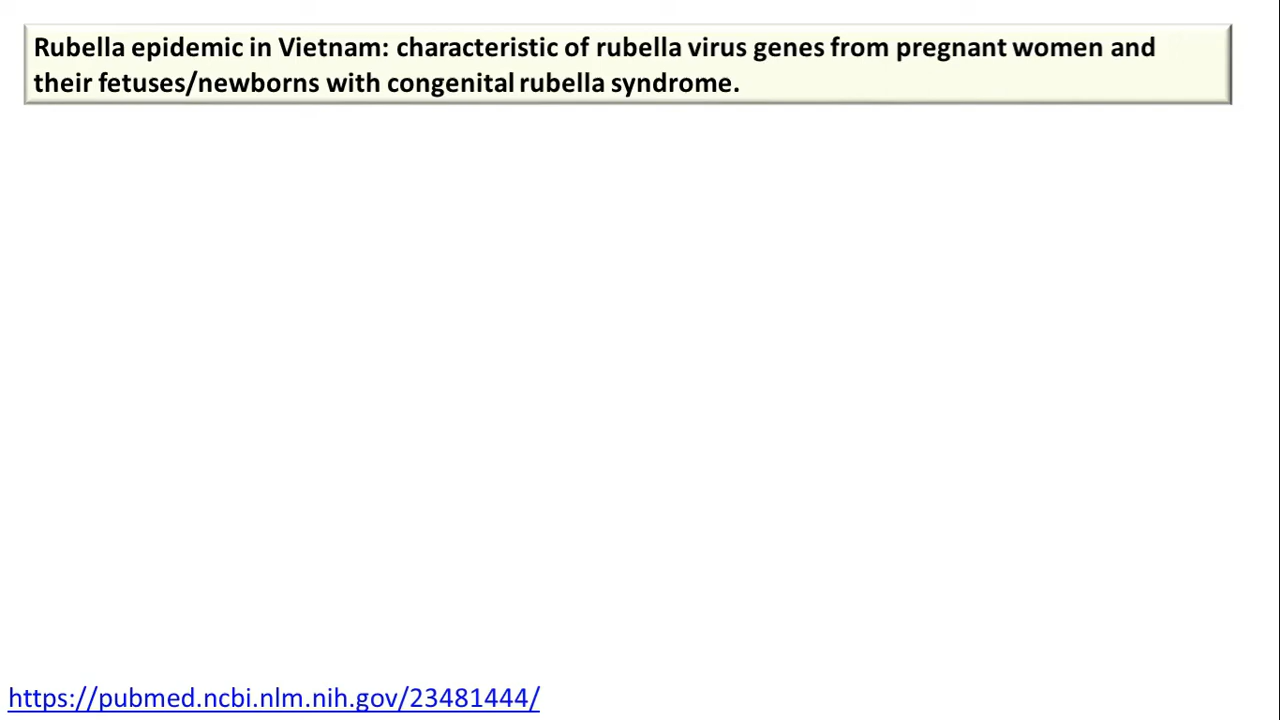 Rubella epidemic in Vietnam: characteristic of rubella virus genes from pregnant women and
their fetuses/newborns with congenital rubella syndrome.
https://pubmed.ncbi.nlm.nih.gov/23481444/